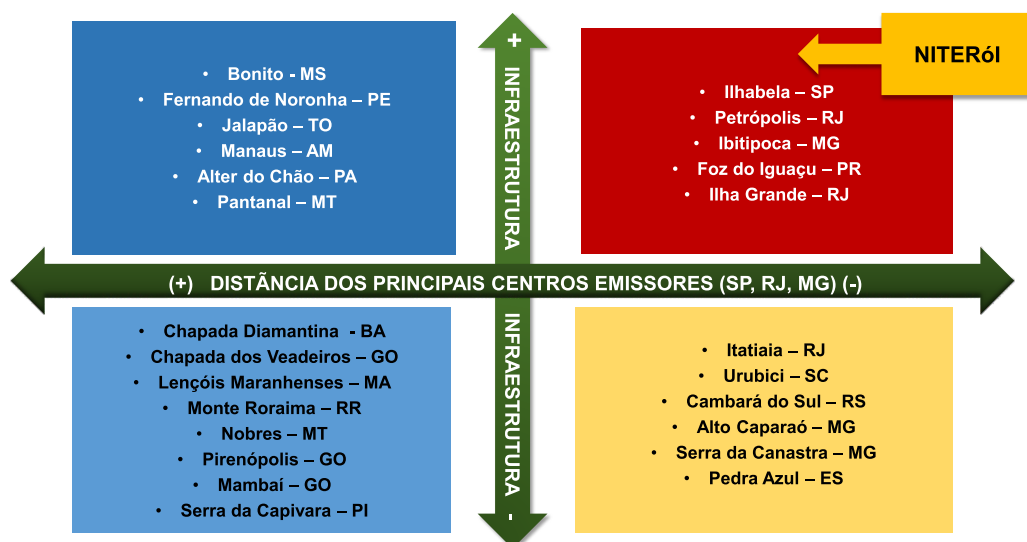 • Bonito - MS
• Fernando de Noronha – PE
• Jalapão – TO
• Manaus – AM
• Alter do Chão – PA
• Pantanal – MT
+ INFRAESTRUTURA
NITERóI
• Ilhabela – SP
• Petrópolis – RJ
• Ibitipoca – MG
• Foz do Iguaçu – PR
• Ilha Grande – RJ
(+) DISTÃNCIA DOS PRINCIPAIS CENTROS EMISSORES (SP, RJ, MG) (-)
• Chapada Diamantina - BA
• Chapada dos Veadeiros – GO
• Lençóis Maranhenses – MA
• Monte Roraima – RR
• Nobres – MT
• Pirenópolis – GO
• Mambaí – GO
• Serra da Capivara – PI
INFRAESTRUTURA -
• Itatiaia – RJ
• Urubici – SC
• Cambará do Sul – RS
• Alto Caparaó – MG
• Serra da Canastra – MG
• Pedra Azul – ES